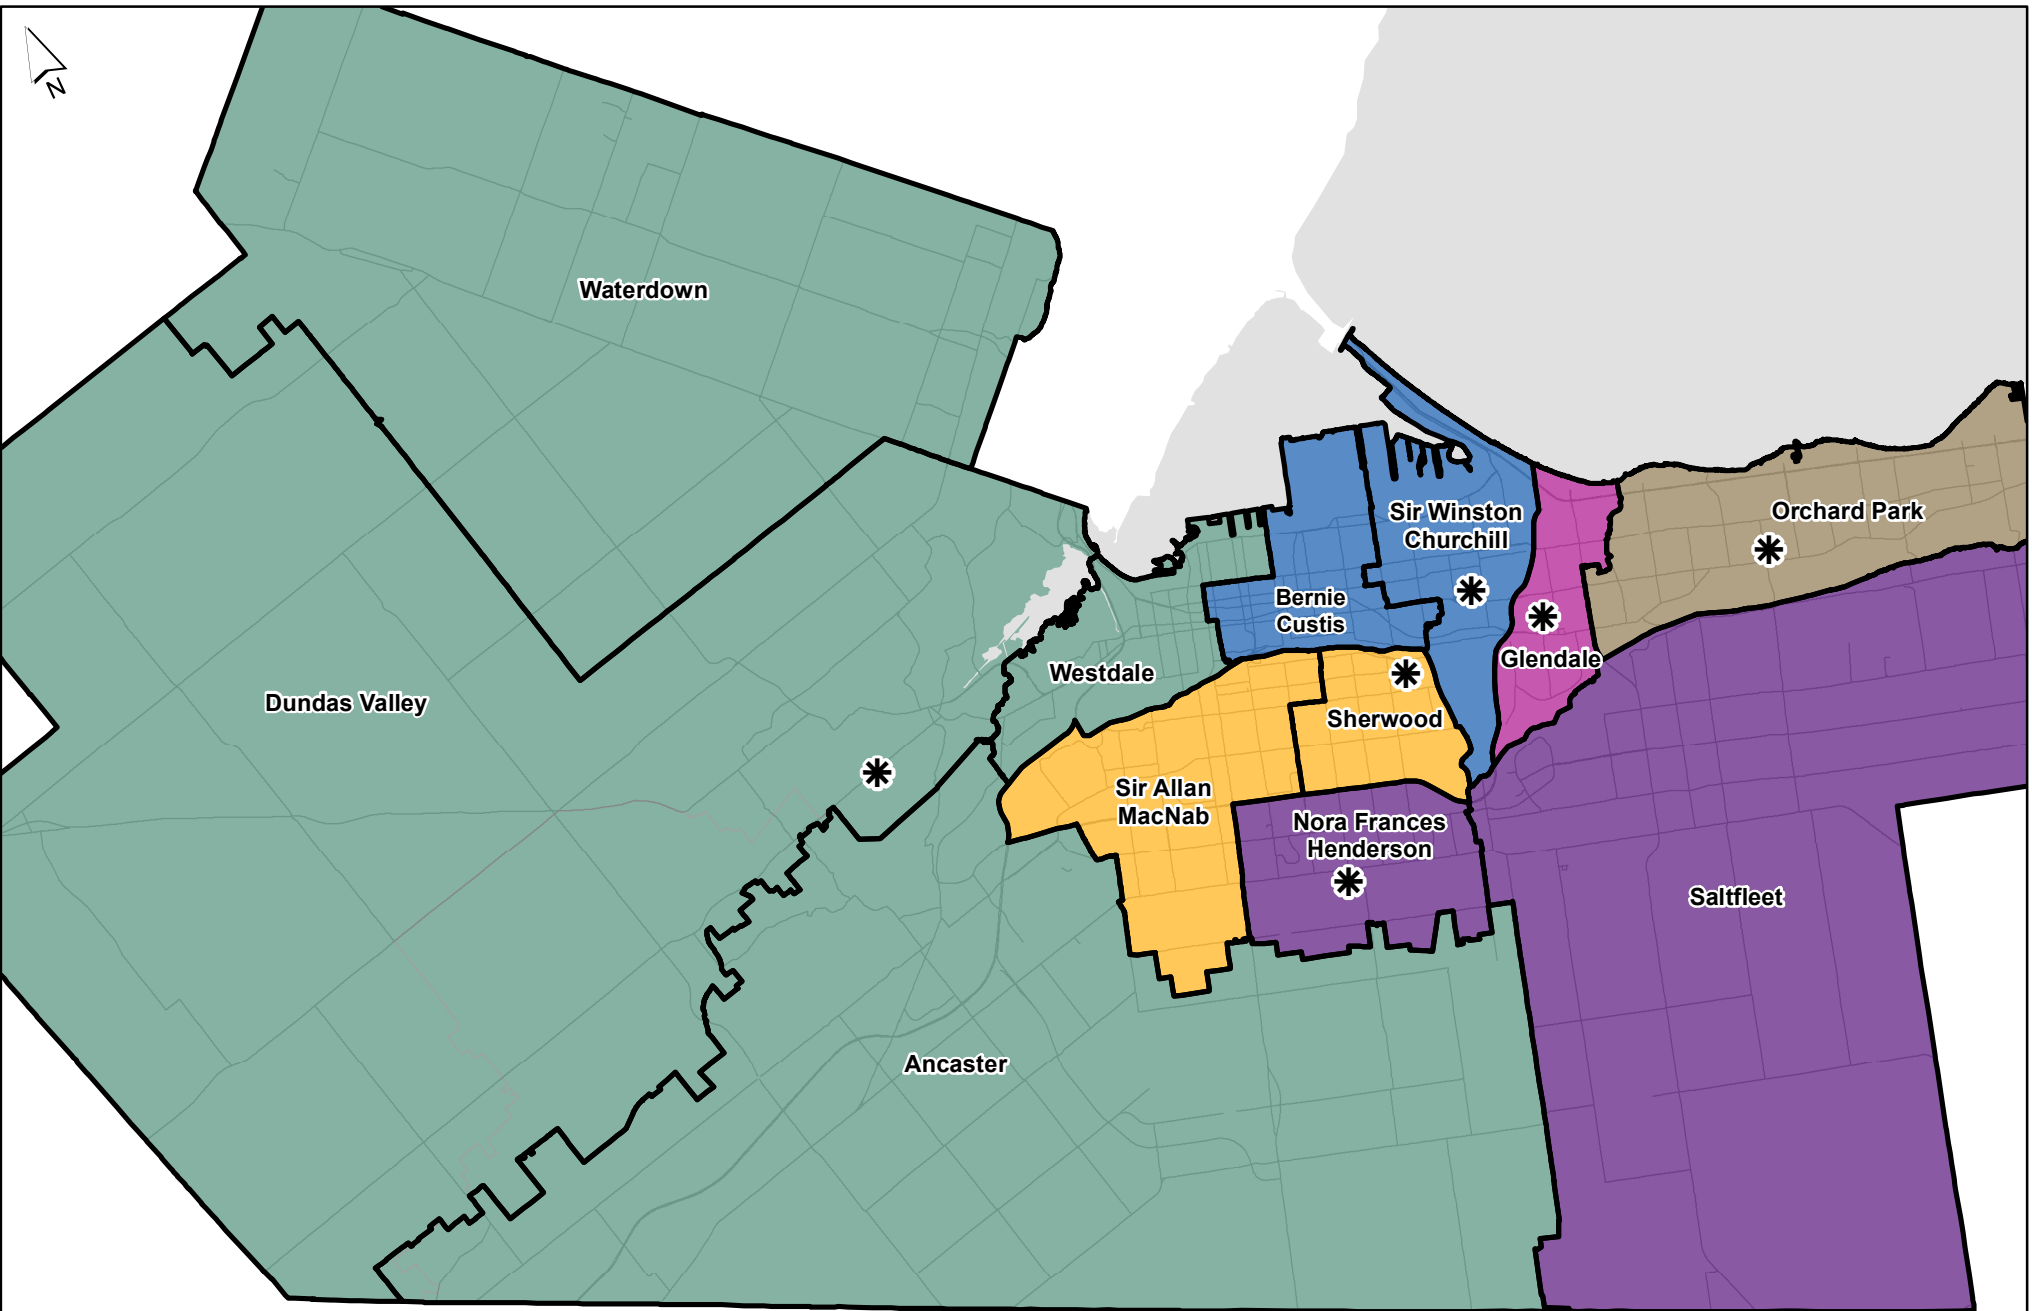 N
Waterdown
Sir Winston
Churchill
Orchard Park
Bernie
Custis
Glendale
Westdale
Dundas Valley
Sherwood
Sir Allan
MacNab
Nora Frances
Henderson
Saltfleet
Ancaster